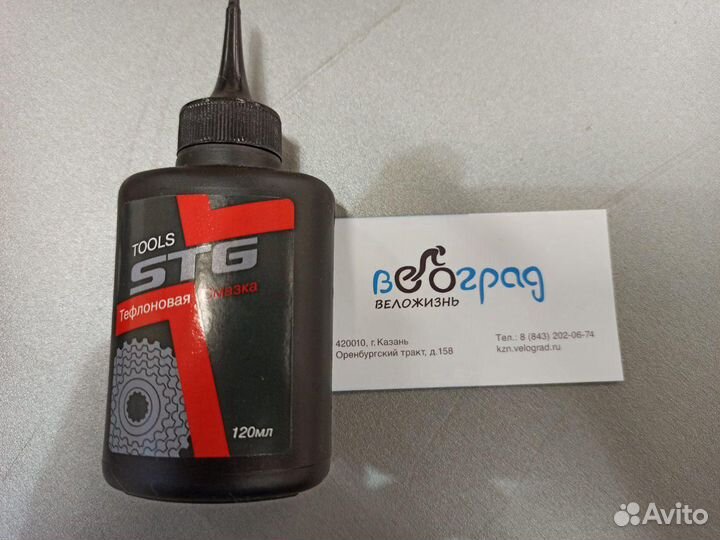 TOOLS
STG
Тефлоновая смазка
120мл
велоград
веложизнь
420010, г.Казань
Оренбургский тракт, д.158
Тел.: 8 (843) 202-06-74
kzn.velograd.ru
Avito